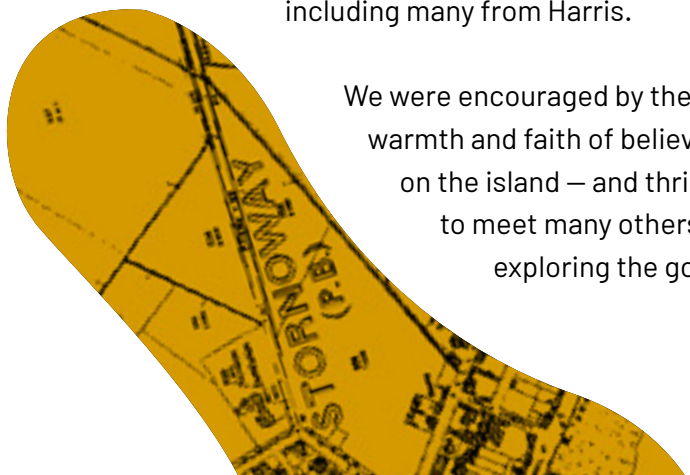 including many from Harris.
We were encouraged by the
warmth and faith of believ
on the island — and thri
to meet many others
exploring the go
STORNOWAY
(P.B.)